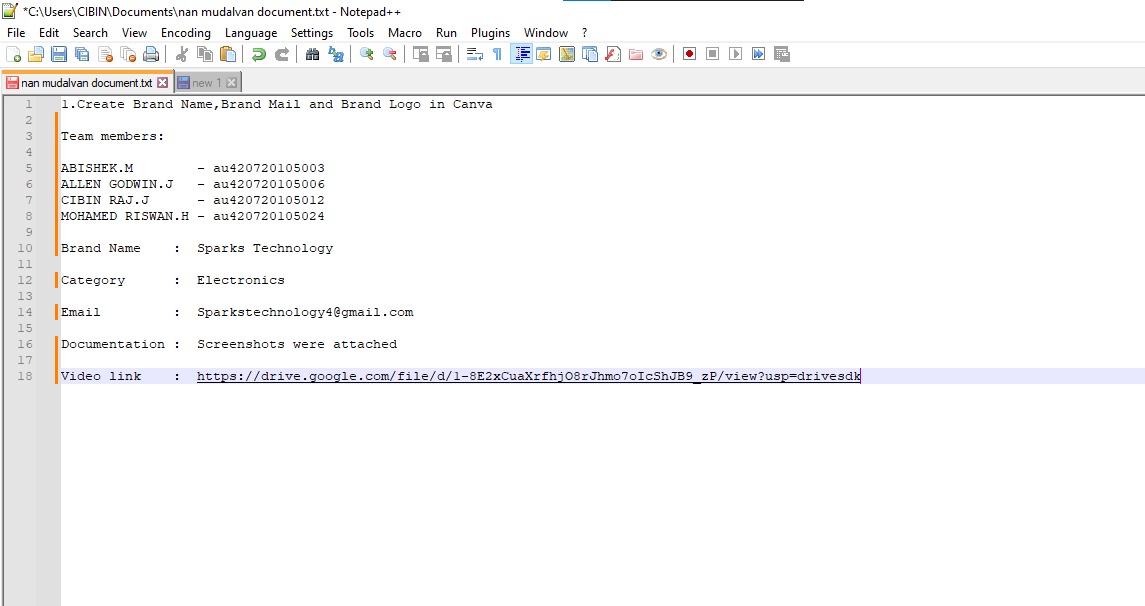 *C:\Users\CIBIN\Documents\nan mudalvan document.txt - Notepad++
File Edit Search View Encoding Language Settings Tools Macro Run Plugins Window ?
nan mudalvan document.txt new 1
1 1.Create Brand Name,Brand Mail and Brand Logo in Canva
2
3 Team members:
4
5 ABISHEK.M - au420720105003
6 ALLEN GODWIN.J - au420720105006
7 CIBIN RAJ.J - au420720105012
8 MOHAMED RISWAN.H - au420720105024
9
10 Brand Name : Sparks Technology
11
12 Category : Electronics
13
14 Email : Sparkstechnology4@gmail.com
15
16 Documentation : Screenshots were attached
17
18 Video link : https://drive.google.com/file/d/1-8E2xCuaXrfhjO8rJhmo7oIcShJB9_zP/view?usp=drivesdk